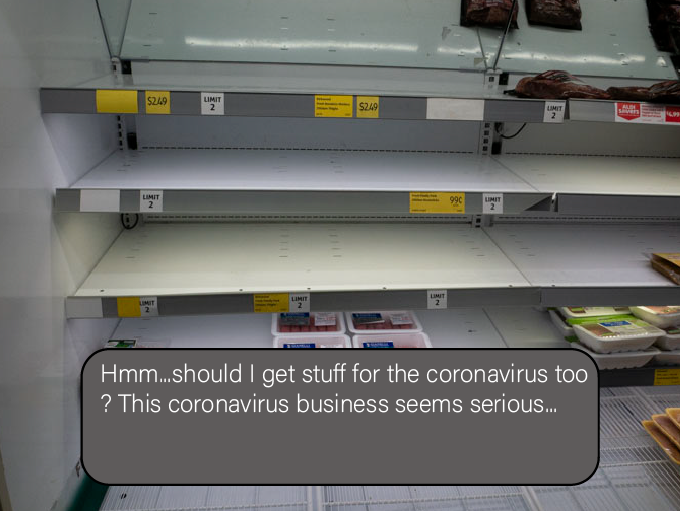 $2.49
LIMIT
2
$2.49
LIMIT
2
ALDI
SAVERS
LIMIT
2
99¢
LIMIT
2
LIMIT
2
LIMIT
2
LIMIT
2
Hmm...should I get stuff for the coronavirus too
? This coronavirus business seems serious...